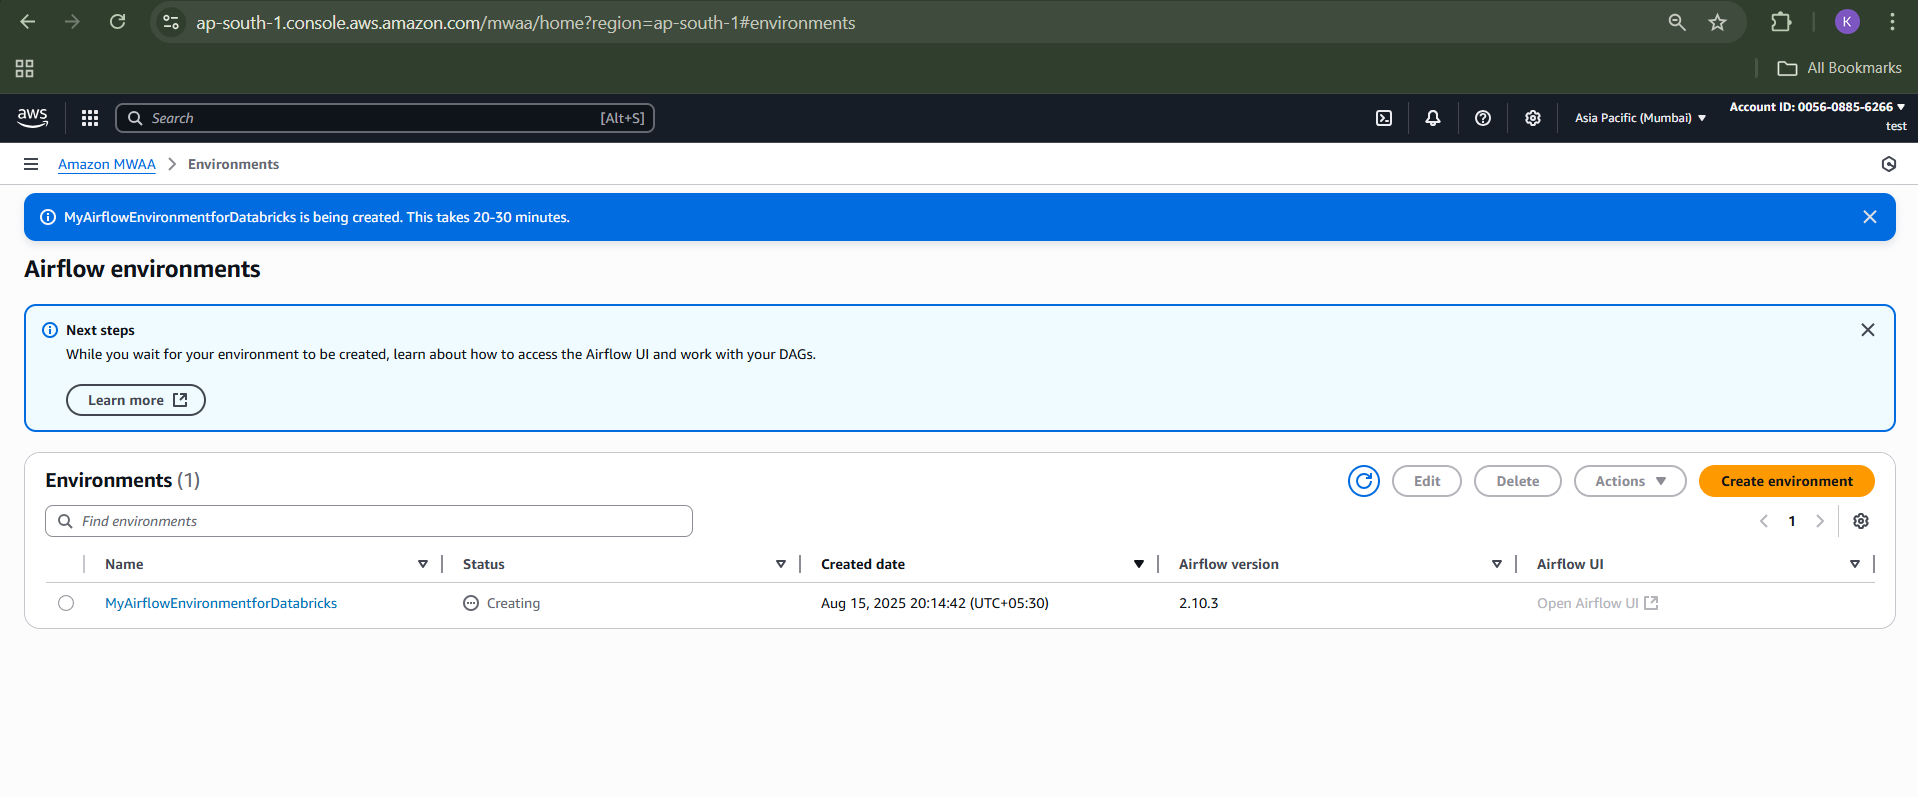 ap-south-1.console.aws.amazon.com/mwaa/home?region=ap-south-1#environments
K
All Bookmarks
aws
Search
[Alt+S]
Asia Pacific (Mumbai)
Account ID: 0056-0885-6266
test
Amazon MWAA
Environments
MyAirflowEnvironmentforDatabricks is being created. This takes 20-30 minutes.
Airflow environments
Next steps
While you wait for your environment to be created, learn about how to access the Airflow UI and work with your DAGs.
Learn more
Environments (1)
Edit
Delete
Actions
Create environment
Find environments
1
Name
Status
Created date
Airflow version
Airflow UI
MyAirflowEnvironmentforDatabricks
Creating
Aug 15, 2025 20:14:42 (UTC+05:30)
2.10.3
Open Airflow UI